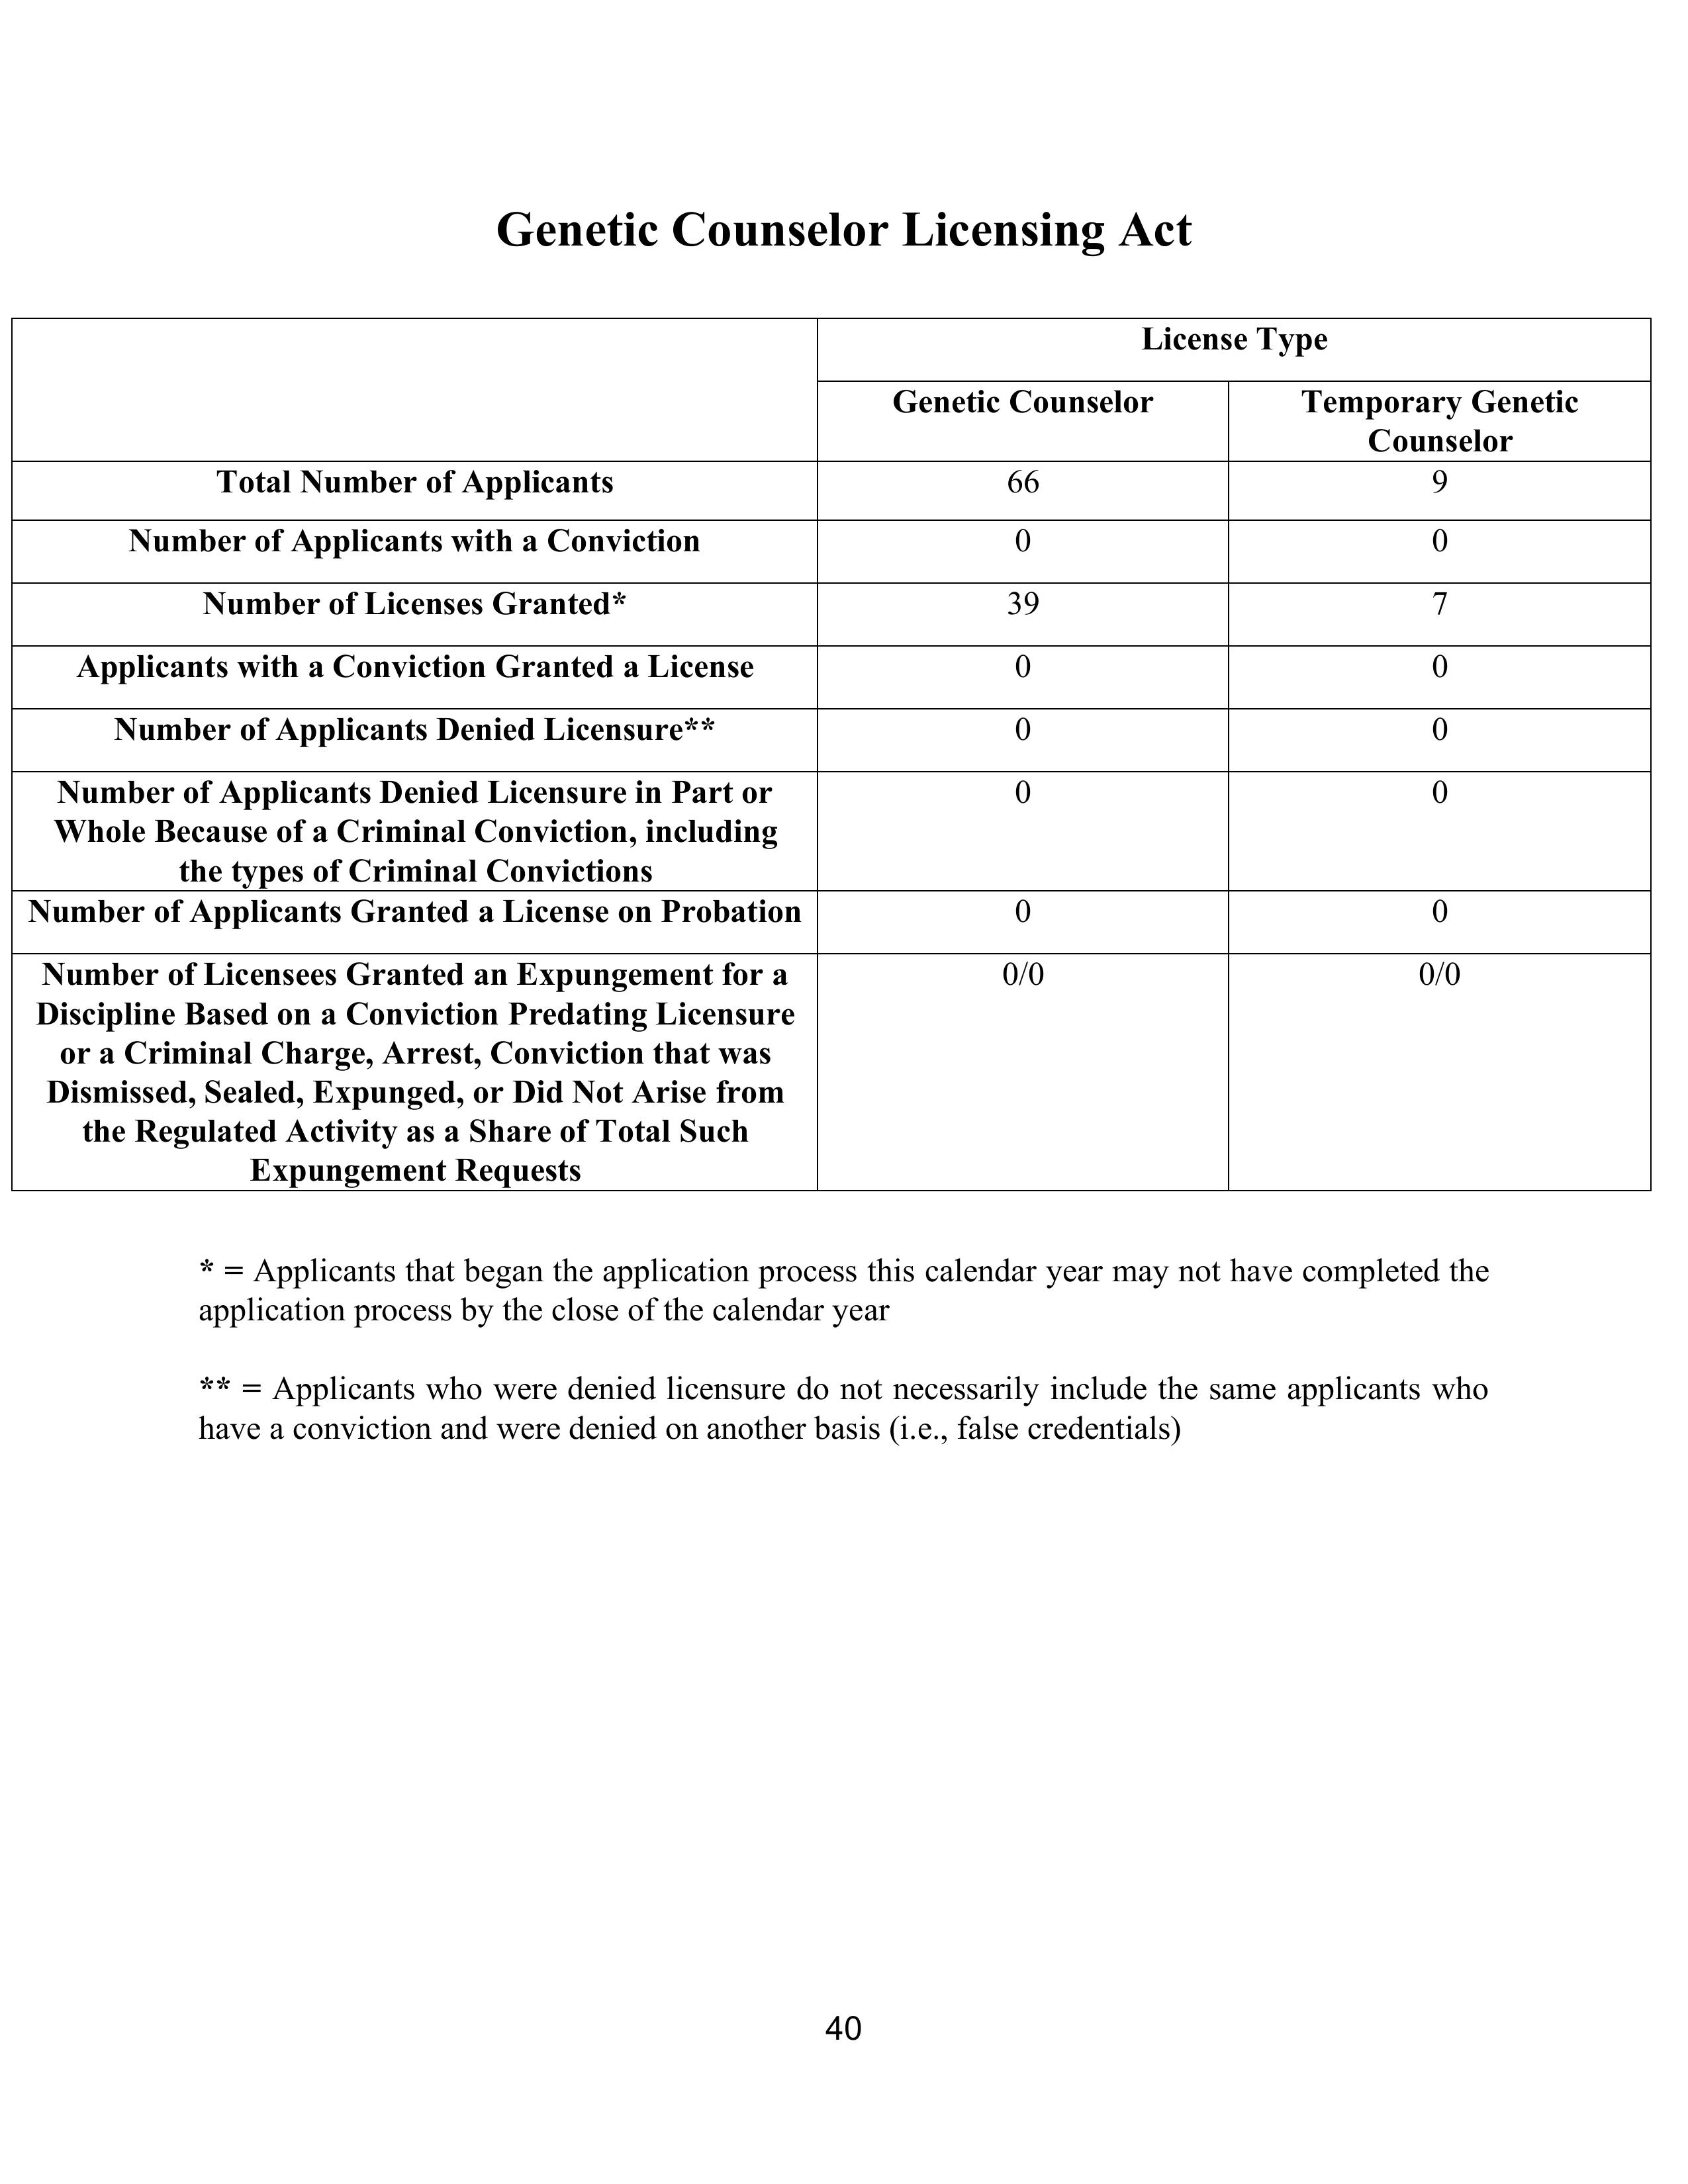 Genetic Counselor Licensing Act
License Type
Genetic Counselor
Temporary Genetic
Counselor
Total Number of Applicants
66
9
Number of Applicants with a Conviction
0
0
Number of Licenses Granted*
39
7
Applicants with a Conviction Granted a License
0
0
Number of Applicants Denied Licensure**
0
0
Number of Applicants Denied Licensure in Part or
Whole Because of a Criminal Conviction, including
the types of Criminal Convictions
0
0
Number of Applicants Granted a License on Probation
0
0
Number of Licensees Granted an Expungement for a
Discipline Based on a Conviction Predating Licensure
or a Criminal Charge, Arrest, Conviction that was
Dismissed, Sealed, Expunged, or Did Not Arise from
the Regulated Activity as a Share of Total Such
Expungement Requests
0/0
0/0
* = Applicants that began the application process this calendar year may not have completed the
application process by the close of the calendar year
** = Applicants who were denied licensure do not necessarily include the same applicants who
have a conviction and were denied on another basis (i.e., false credentials)
40